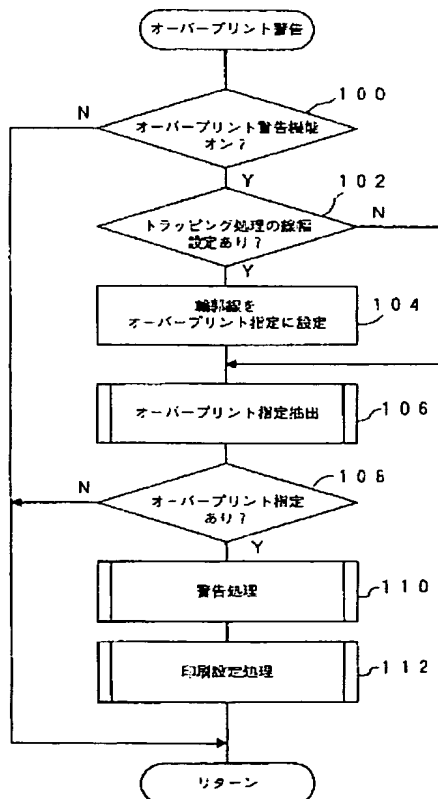 オーバープリント警告
100
オーバープリント警告機能
オン?
N
Y
102
トラッピング処理の線幅
設定あり?
N
Y
輪郭線を
オーバープリント指定に設定
104
オーバープリント指定抽出
106
108
オーバープリント指定
あり?
N
Y
警告処理
110
印刷設定処理
112
リターン